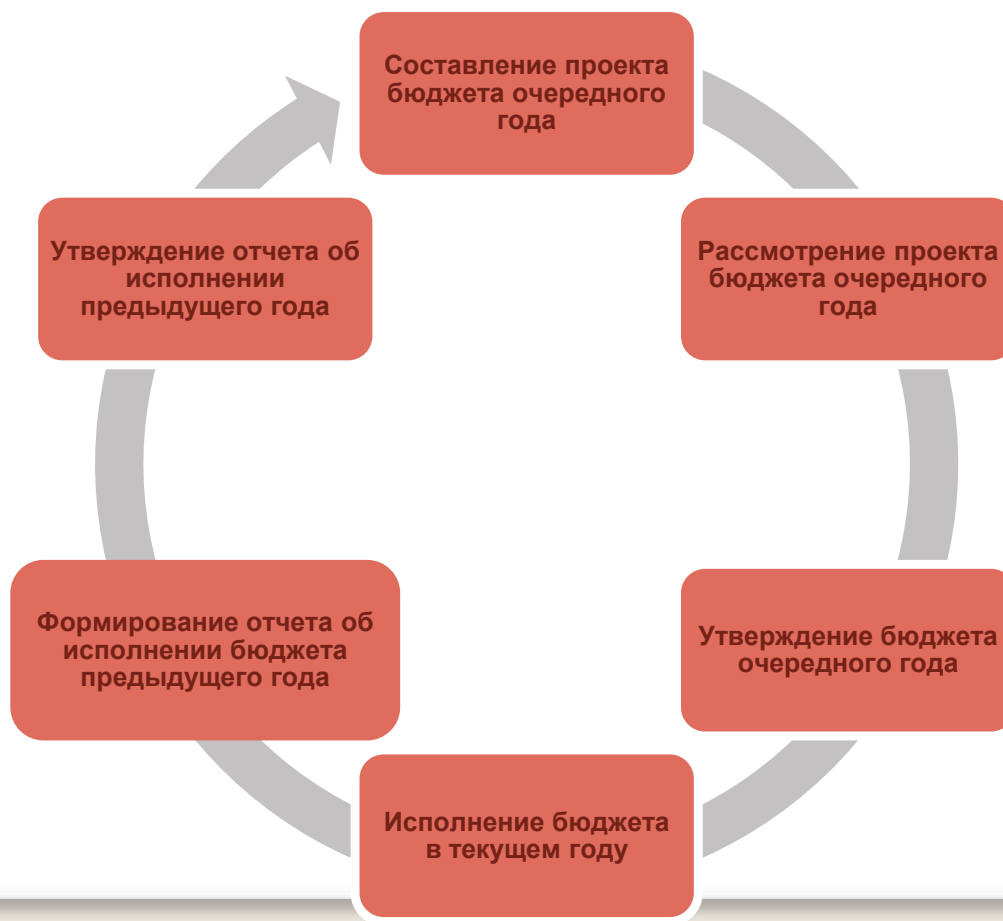 Составление проекта
бюджета очередного
года
Рассмотрение проекта
бюджета очередного
года
Утверждение бюджета
очередного года
Исполнение бюджета
в текущем году
Формирование отчета об
исполнении бюджета
предыдущего года
Утверждение отчета об
исполнении
предыдущего года